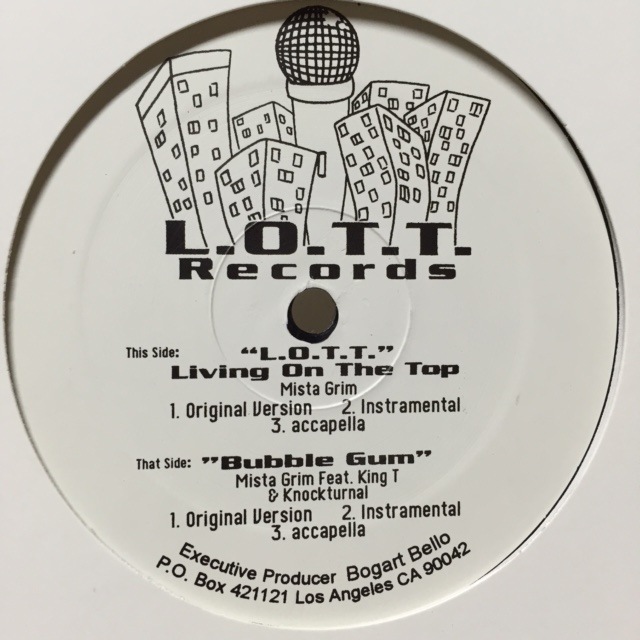 L.O.T.T.
Records
This Side: "L.O.T.T."
Living On The Top
Mista Grim
1. Original Version 2. Instramental
3. accapella
That Side: "Bubble Gum"
Mista Grim Feat. King T
& Knockturnal
1. Original Version 2. Instramental
3. accapella
Executive Producer Bogart Bello
P.O. Box 421121 Los Angeles CA 90042